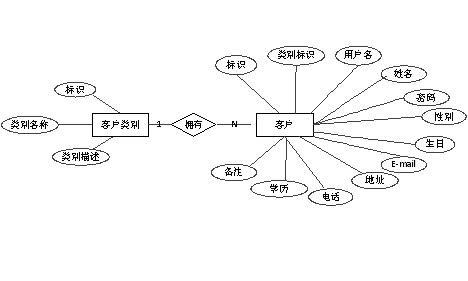 标识
类别标识
用户名
姓名
密码
性别
生日
E-mail
地址
电话
学历
备注
客户
N
拥有
1
客户类别
标识
类别名称
类别描述